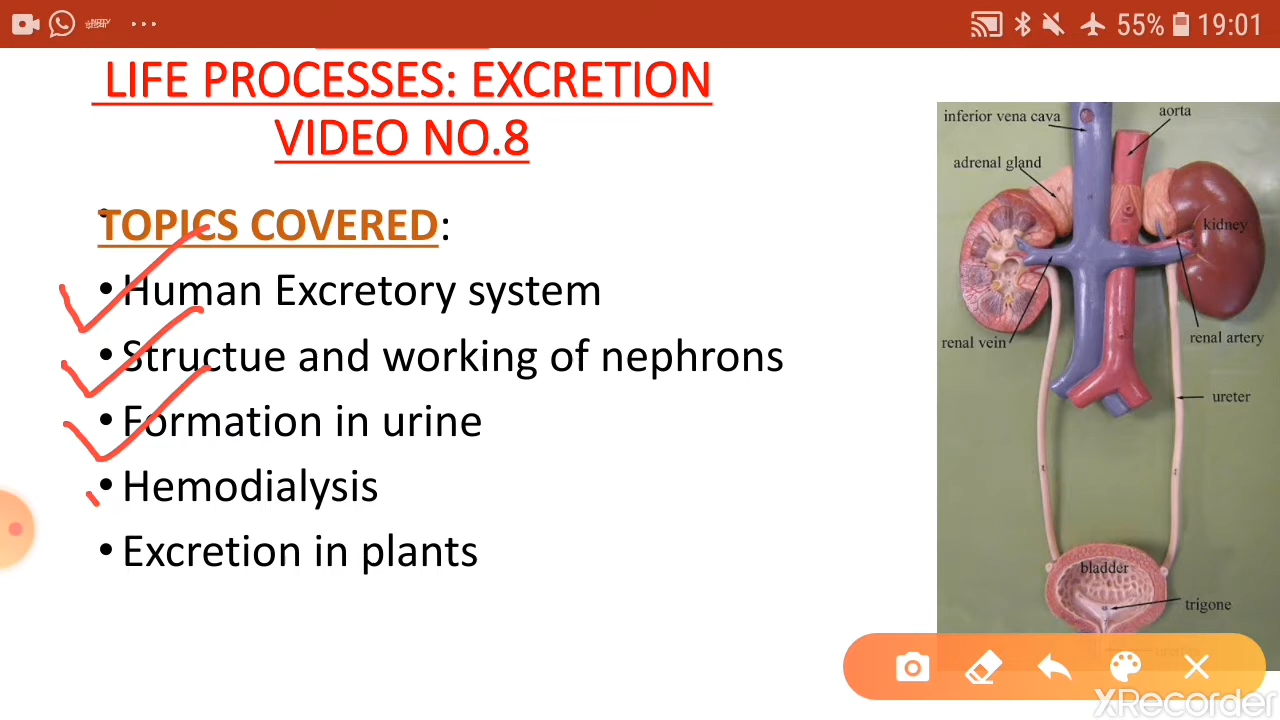 55% 19:01
LIFE PROCESSES: EXCRETION
VIDEO NO.8
TOPICS COVERED:
• Human Excretory system
• Structue and working of nephrons
• Formation in urine
• Hemodialysis
• Excretion in plants
inferior vena cava
aorta
adrenal gland
kidney
renal vein
renal artery
ureter
bladder
trigone
XRecorder